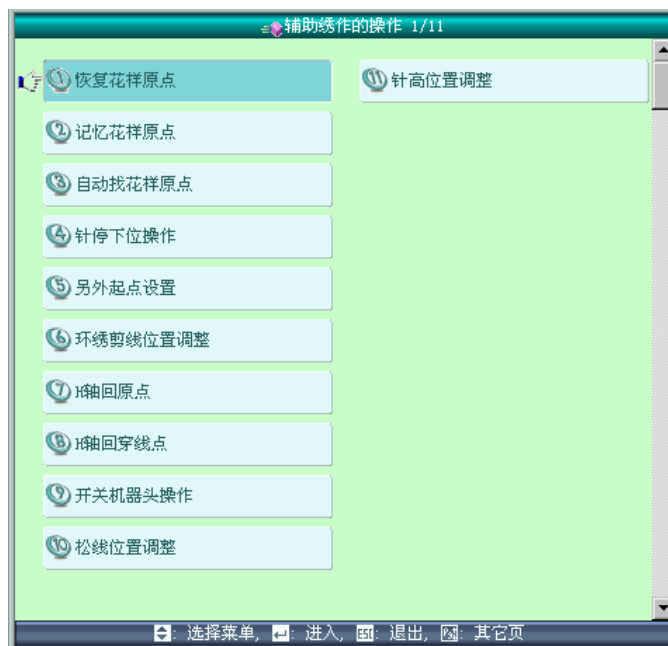 辅助绣作的操作 1/11
① 恢复花样原点
② 记忆花样原点
③ 自动找花样原点
④ 针停下位操作
⑤ 另外起点设置
⑥ 环绣剪线位置调整
⑦ H轴回原点
⑧ H轴回穿线点
⑨ 开关机器头操作
⑩ 松线位置调整
⑪ 针高位置调整
: 选择菜单, : 进入, ESC: 退出, : 其它页